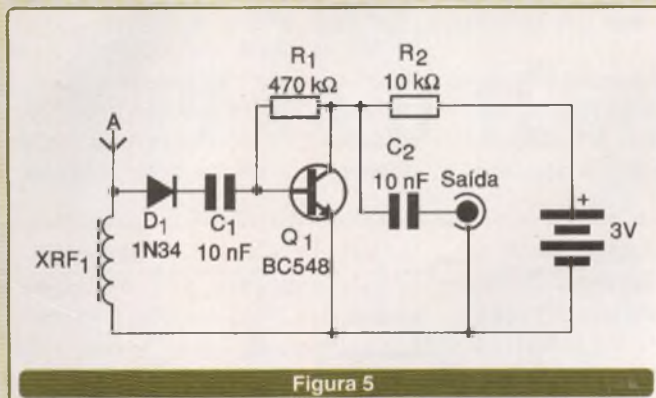 R1
470 kΩ
R2
10 kΩ
A
C2
10 nF
Saída
D1
1N34
C1
10 nF
Q1
BC548
XRF1
+
3V
Figura 5